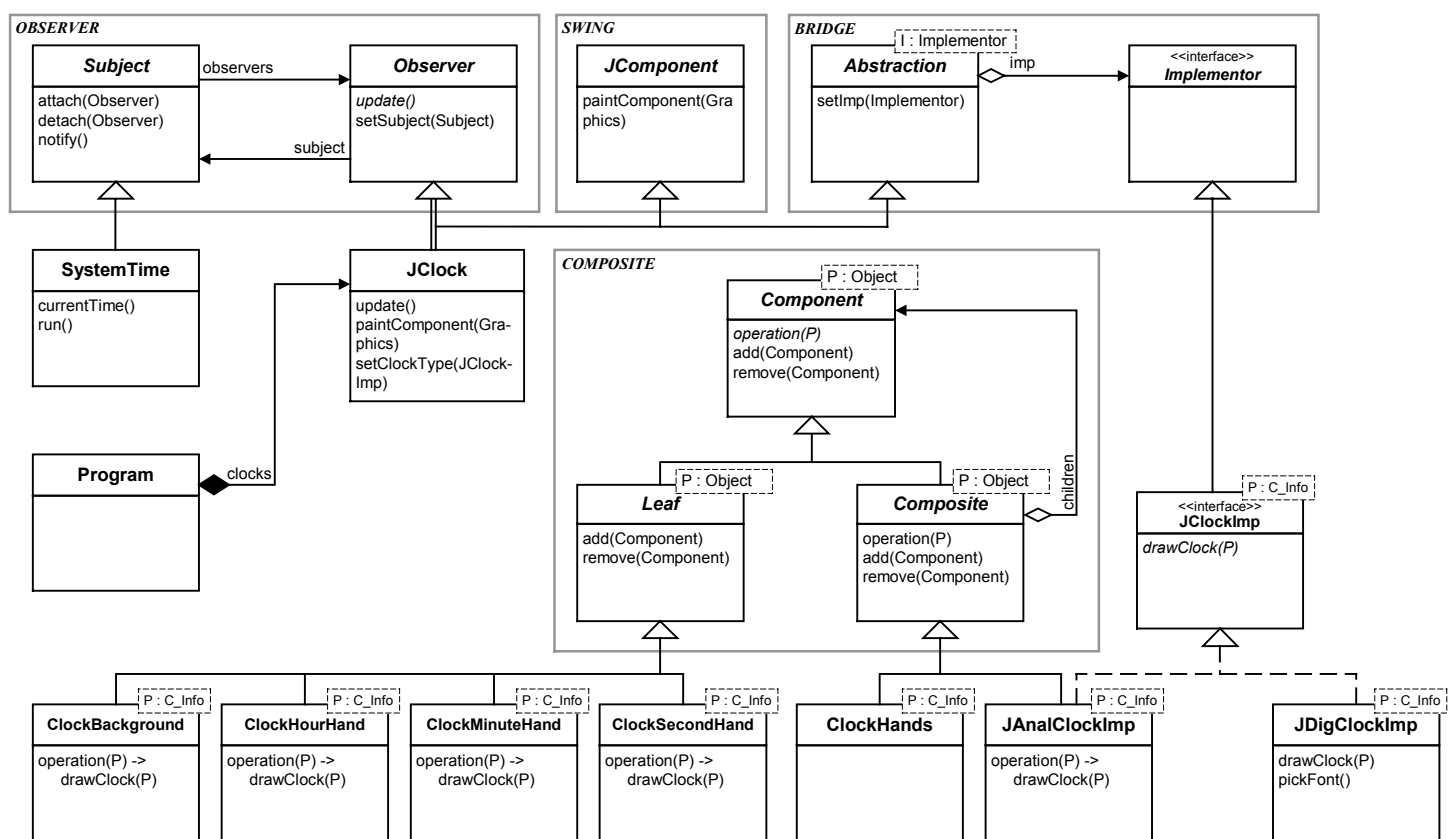 OBSERVER
Subject
attach(Observer)
detach(Observer)
notify()
observers
subject
Observer
update()
setSubject(Subject)
SWING
JComponent
paintComponent(Gra
phics)
BRIDGE
I : Implementor
Abstraction
setImp(Implementor)
imp
<<interface>>
Implementor
SystemTime
currentTime()
run()
JClock
update()
paintComponent(Gra-
phics)
setClockType(JClock-
Imp)
Program
clocks
COMPOSITE
P : Object
Component
operation(P)
add(Component)
remove(Component)
P : Object
Leaf
add(Component)
remove(Component)
P : Object
Composite
operation(P)
add(Component)
remove(Component)
children
P : C_Info
<<interface>>
JClockImp
drawClock(P)
P : C_Info
ClockBackground
operation(P) ->
drawClock(P)
P : C_Info
ClockHourHand
operation(P) ->
drawClock(P)
P : C_Info
ClockMinuteHand
operation(P) ->
drawClock(P)
P : C_Info
ClockSecondHand
operation(P) ->
drawClock(P)
P : C_Info
ClockHands
P : C_Info
JAnalClockImp
operation(P) ->
drawClock(P)
P : C_Info
JDigClockImp
drawClock(P)
pickFont()